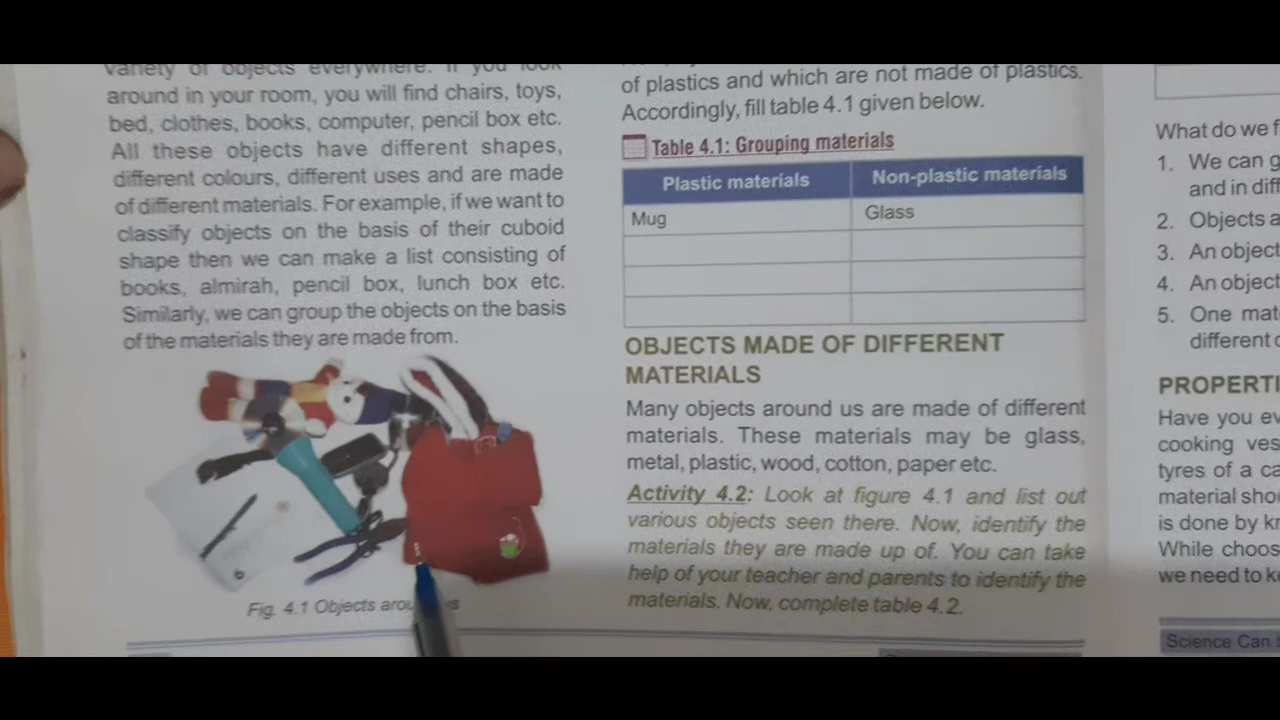 variety of objects everywhere. If you look
around in your room, you will find chairs, toys,
bed, clothes, books, computer, pencil box etc.
All these objects have different shapes,
different colours, different uses and are made
of different materials. For example, if we want to
classify objects on the basis of their cuboid
shape then we can make a list consisting of
books, almirah, pencil box, lunch box etc.
Similarly, we can group the objects on the basis
of the materials they are made from.
Fig. 4.1 Objects
of plastics and which are not made of plastics.
Accordingly, fill table 4.1 given below.
Table 4.1: Grouping materials
Plastic materials Non-plastic materials
Mug Glass
OBJECTS MADE OF DIFFERENT
MATERIALS
Many objects around us are made of different
materials. These materials may be glass,
metal, plastic, wood, cotton, paper etc.
Activity 4.2: Look at figure 4.1 and list out
various objects seen there. Now, identify the
materials they are made up of. You can take
help of your teacher and parents to identify the
materials. Now, complete table 4.2.
What do we f
1. We can g
and in diff
2. Objects a
3. An object
4. An object
5. One mat
different o
PROPERTI
Have you ev
cooking ves
tyres of a ca
material sho
is done by kn
While choos
we need to k
Science Can